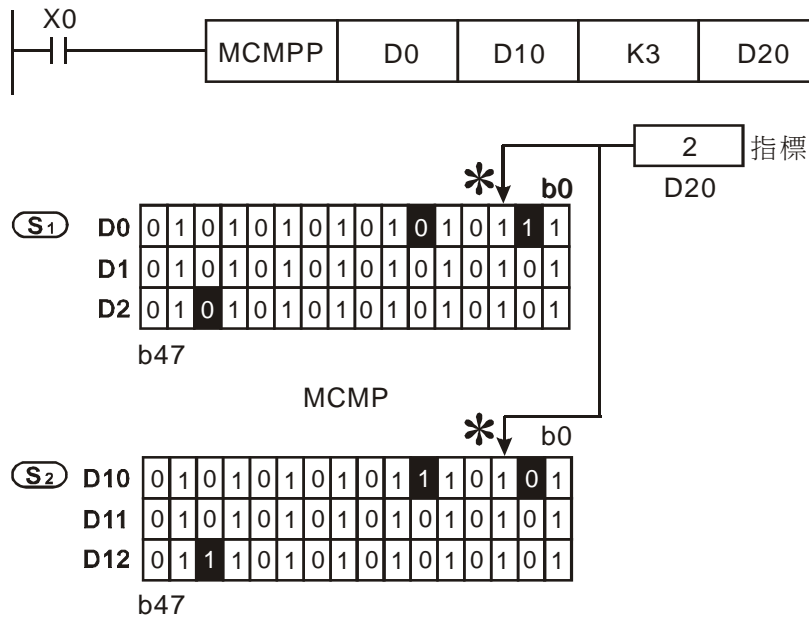 X0
MCMPP D0 D10 K3 D20
2 指標
D20
* b0
S1 D0 0 1 0 1 0 1 0 1 0 1 0 1 0 1 1 1
D1 0 1 0 1 0 1 0 1 0 1 0 1 0 1 0 1
D2 0 1 0 1 0 1 0 1 0 1 0 1 0 1 0 1
b47
MCMP
* b0
S2 D10 0 1 0 1 0 1 0 1 0 1 1 1 0 1 0 1
D11 0 1 0 1 0 1 0 1 0 1 0 1 0 1 0 1
D12 0 1 1 1 0 1 0 1 0 1 0 1 0 1 0 1
b47